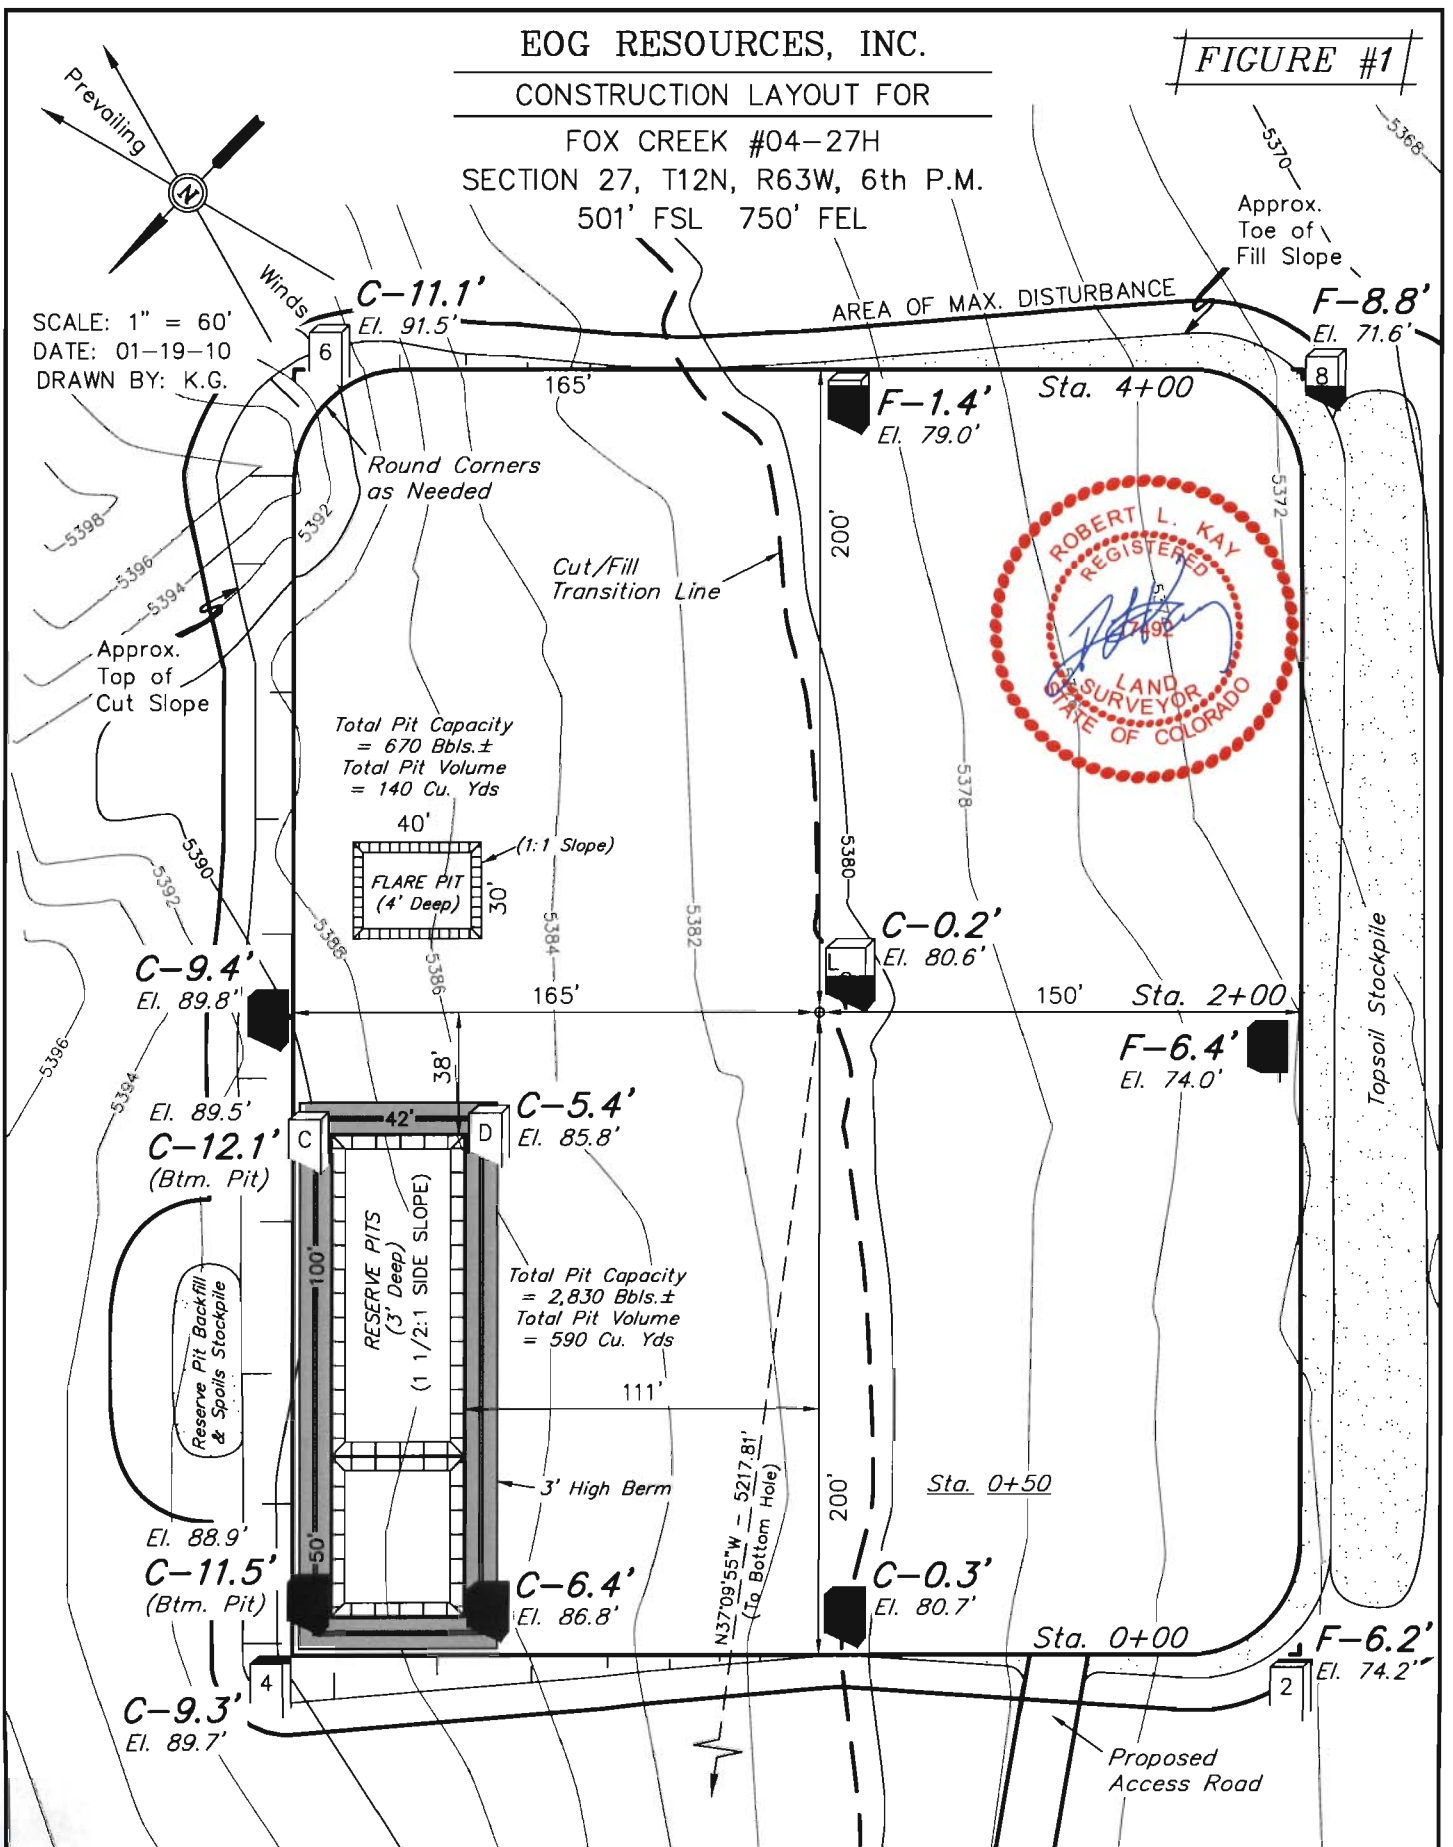 EOG RESOURCES, INC.
CONSTRUCTION LAYOUT FOR
FOX CREEK #04-27H
SECTION 27, T12N, R63W, 6th P.M.
501' FSL 750' FEL
FIGURE #1
Prevailing
N
Winds
SCALE: 1" = 60'
DATE: 01-19-10
DRAWN BY: K.G.
5370
5368
Approx.
Toe of
Fill Slope
C-11.1'
El. 91.5'
6
AREA OF MAX. DISTURBANCE
F-8.8'
El. 71.6'
8
165'
F-1.4'
El. 79.0'
Sta. 4+00
Round Corners
as Needed
5392
5398
5396
5394
200'
5372
Cut/Fill
Transition Line
ROBERT L. KAY
REGISTERED
LAND
SURVEYOR
STATE OF COLORADO
Approx.
Top of
Cut Slope
Total Pit Capacity
= 670 Bbls.±
Total Pit Volume
= 140 Cu. Yds
40'
(1:1 Slope)
FLARE PIT
(4' Deep)
30'
5378
5380
5390
5392
5388
5386
5384
5382
C-9.4'
El. 89.8'
C-0.2'
El. 80.6'
165'
150'
Sta. 2+00
F-6.4'
El. 74.0'
Topsoil Stockpile
5396
5394
38'
El. 89.5'
C-12.1'
(Btm. Pit)
C
42'
D
C-5.4'
El. 85.8'
RESERVE PITS
(3' Deep)
(1 1/2:1 SIDE SLOPE)
100'
Reserve Pit Backfill
& Spoils Stockpile
Total Pit Capacity
= 2,830 Bbls.±
Total Pit Volume
= 590 Cu. Yds
111'
3' High Berm
N37°09'55"W - 5217.81'
(To Bottom Hole)
200'
Sta. 0+50
El. 88.9'
C-11.5'
(Btm. Pit)
50'
C-6.4'
El. 86.8'
C-0.3'
El. 80.7'
Sta. 0+00
F-6.2'
El. 74.2'
2
4
C-9.3'
El. 89.7'
Proposed
Access Road